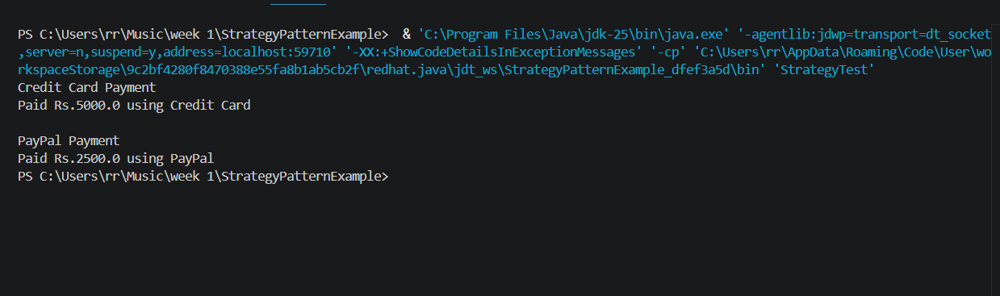 PS C:\Users\rr\Music\week 1\StrategyPatternExample>  & 'C:\Program Files\Java\jdk-25\bin\java.exe' '-agentlib:jdwp=transport=dt_socket
,server=n,suspend=y,address=localhost:59710' '-XX:+ShowCodeDetailsInExceptionMessages' '-cp' 'C:\Users\rr\AppData\Roaming\Code\User\wo
rkspaceStorage\9c2bf4280f8470388e55fa8b1ab5cb2f\redhat.java\jdt_ws\StrategyPatternExample_dfef3a5d\bin' 'StrategyTest'
Credit Card Payment
Paid Rs.5000.0 using Credit Card
PayPal Payment
Paid Rs.2500.0 using PayPal
PS C:\Users\rr\Music\week 1\StrategyPatternExample>